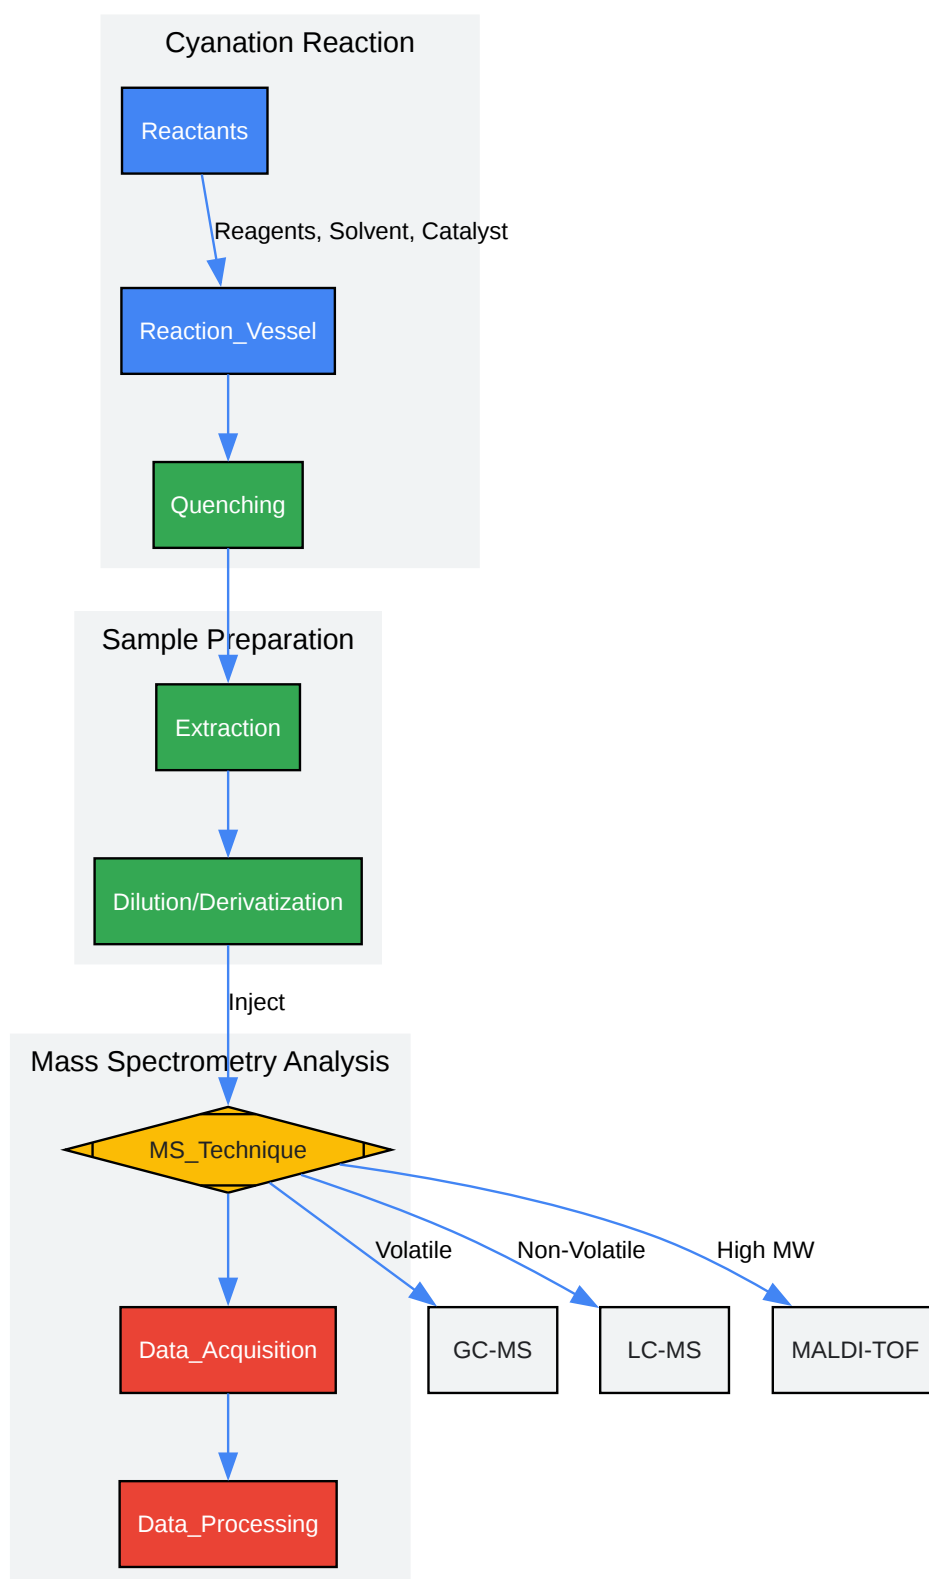 Cyanation Reaction
Reactants
Reagents, Solvent, Catalyst
Reaction_Vessel
Quenching
Sample Preparation
Extraction
Dilution/Derivatization
Inject
Mass Spectrometry Analysis
MS_Technique
Volatile
Non-Volatile
High MW
Data_Acquisition
GC-MS
LC-MS
MALDI-TOF
Data_Processing